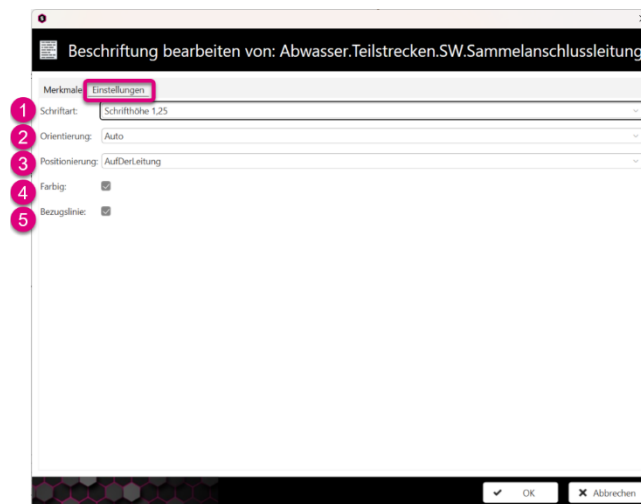 Beschriftung bearbeiten von: Abwasser.Teilstrecken.SW.Sammelanschlussleitung
Merkmale Einstellungen
1 Schriftart: Schrifthöhe 1,25
2 Orientierung: Auto
3 Positionierung: AufDerLeitung
4 Farbig:
5 Bezugslinie:
OK Abbrechen